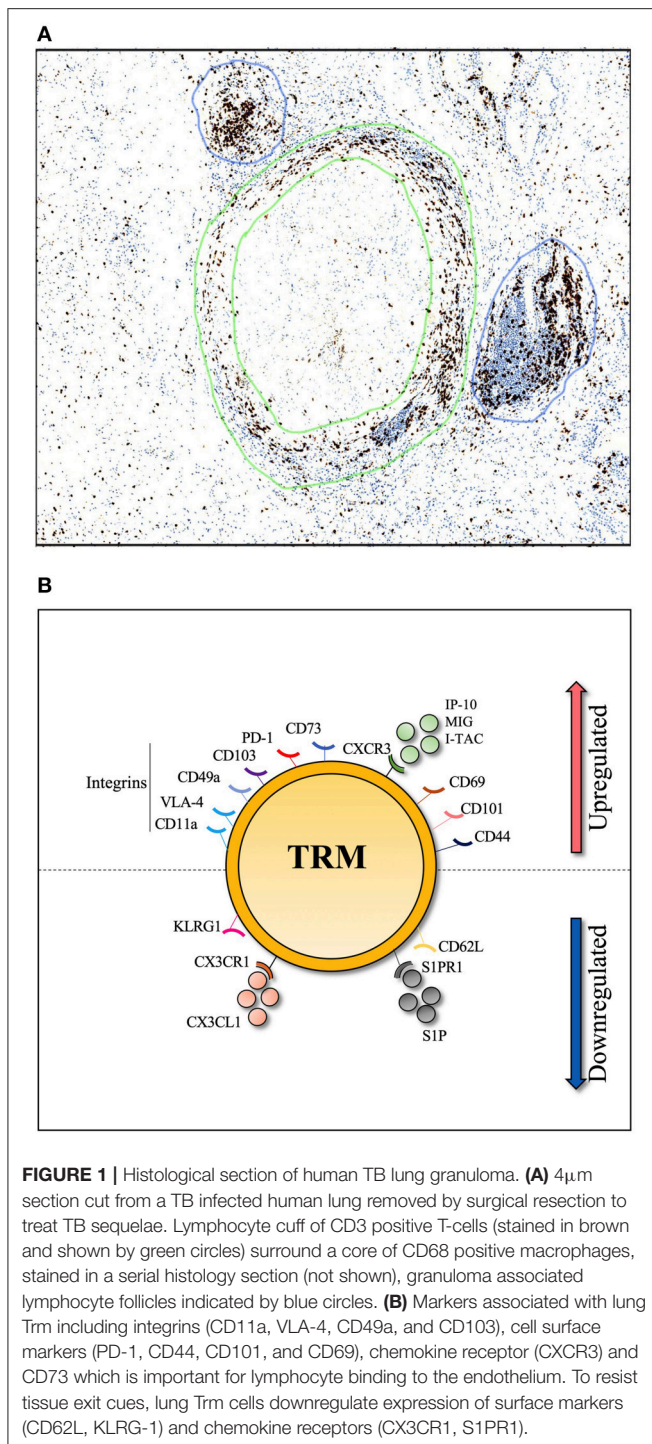 A
B
IP-10
MIG
I-TAC
CD73
PD-1
CXCR3
CD103
Integrins
CD49a
CD69
VLA-4
CD101
CD11a
CD44
TRM
Upregulated
KLRG1
CD62L
CX3CR1
S1PR1
CX3CL1
S1P
Downregulated
FIGURE 1 | Histological section of human TB lung granuloma. (A) 4μm
section cut from a TB infected human lung removed by surgical resection to
treat TB sequelae. Lymphocyte cuff of CD3 positive T-cells (stained in brown
and shown by green circles) surround a core of CD68 positive macrophages,
stained in a serial histology section (not shown), granuloma associated
lymphocyte follicles indicated by blue circles. (B) Markers associated with lung
Trm including integrins (CD11a, VLA-4, CD49a, and CD103), cell surface
markers (PD-1, CD44, CD101, and CD69), chemokine receptor (CXCR3) and
CD73 which is important for lymphocyte binding to the endothelium. To resist
tissue exit cues, lung Trm cells downregulate expression of surface markers
(CD62L, KLRG-1) and chemokine receptors (CX3CR1, S1PR1).